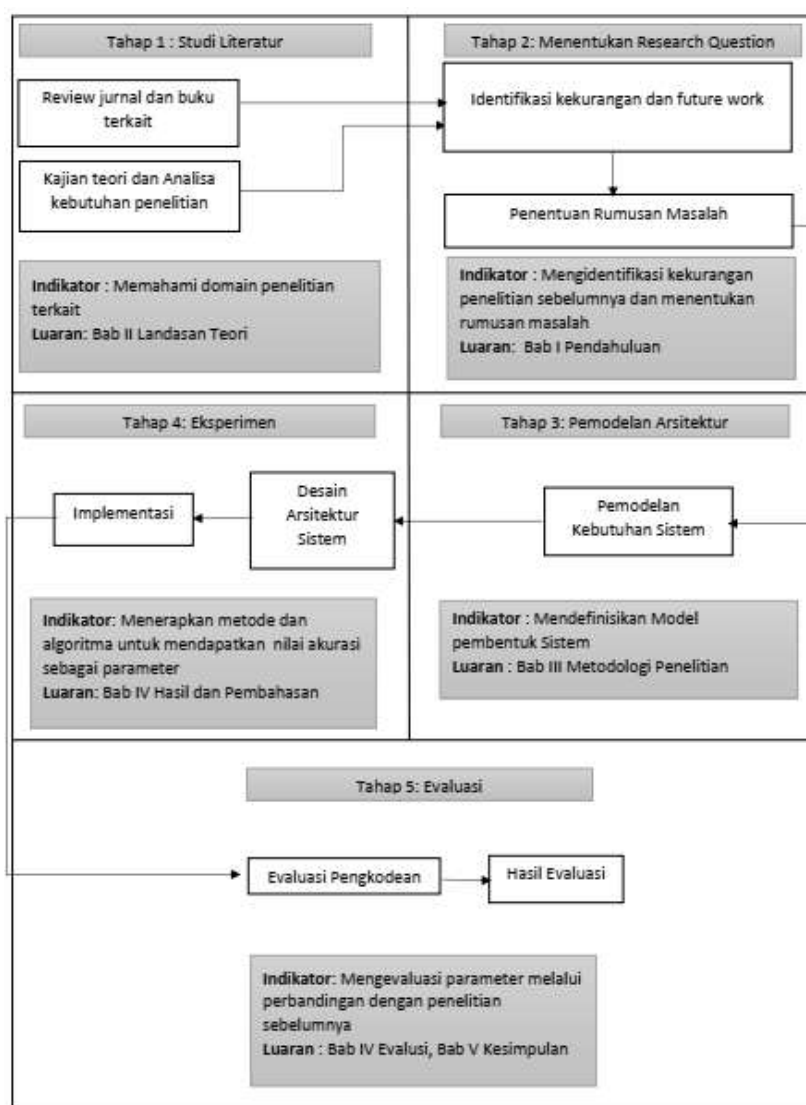 Tahap 1 : Studi Literatur
Review jurnal dan buku
terkait
Kajian teori dan Analisa
kebutuhan penelitian
Indikator : Memahami domain penelitian
terkait
Luaran: Bab II Landasan Teori
Tahap 2: Menentukan Research Question
Identifikasi kekurangan dan future work
Penentuan Rumusan Masalah
Indikator : Mengidentifikasi kekurangan
penelitian sebelumnya dan menentukan
rumusan masalah
Luaran: Bab I Pendahuluan
Tahap 4: Eksperimen
Implementasi
Desain
Arsitektur
Sistem
Indikator: Menerapkan metode dan
algoritma untuk mendapatkan nilai akurasi
sebagai parameter
Luaran: Bab IV Hasil dan Pembahasan
Tahap 3: Pemodelan Arsitektur
Pemodelan
Kebutuhan Sistem
Indikator : Mendefinisikan Model
pembentuk Sistem
Luaran : Bab III Metodologi Penelitian
Tahap 5: Evaluasi
Evaluasi Pengkodean
Hasil Evaluasi
Indikator: Mengevaluasi parameter melalui
perbandingan dengan penelitian
sebelumnya
Luaran : Bab IV Evalusi, Bab V Kesimpulan